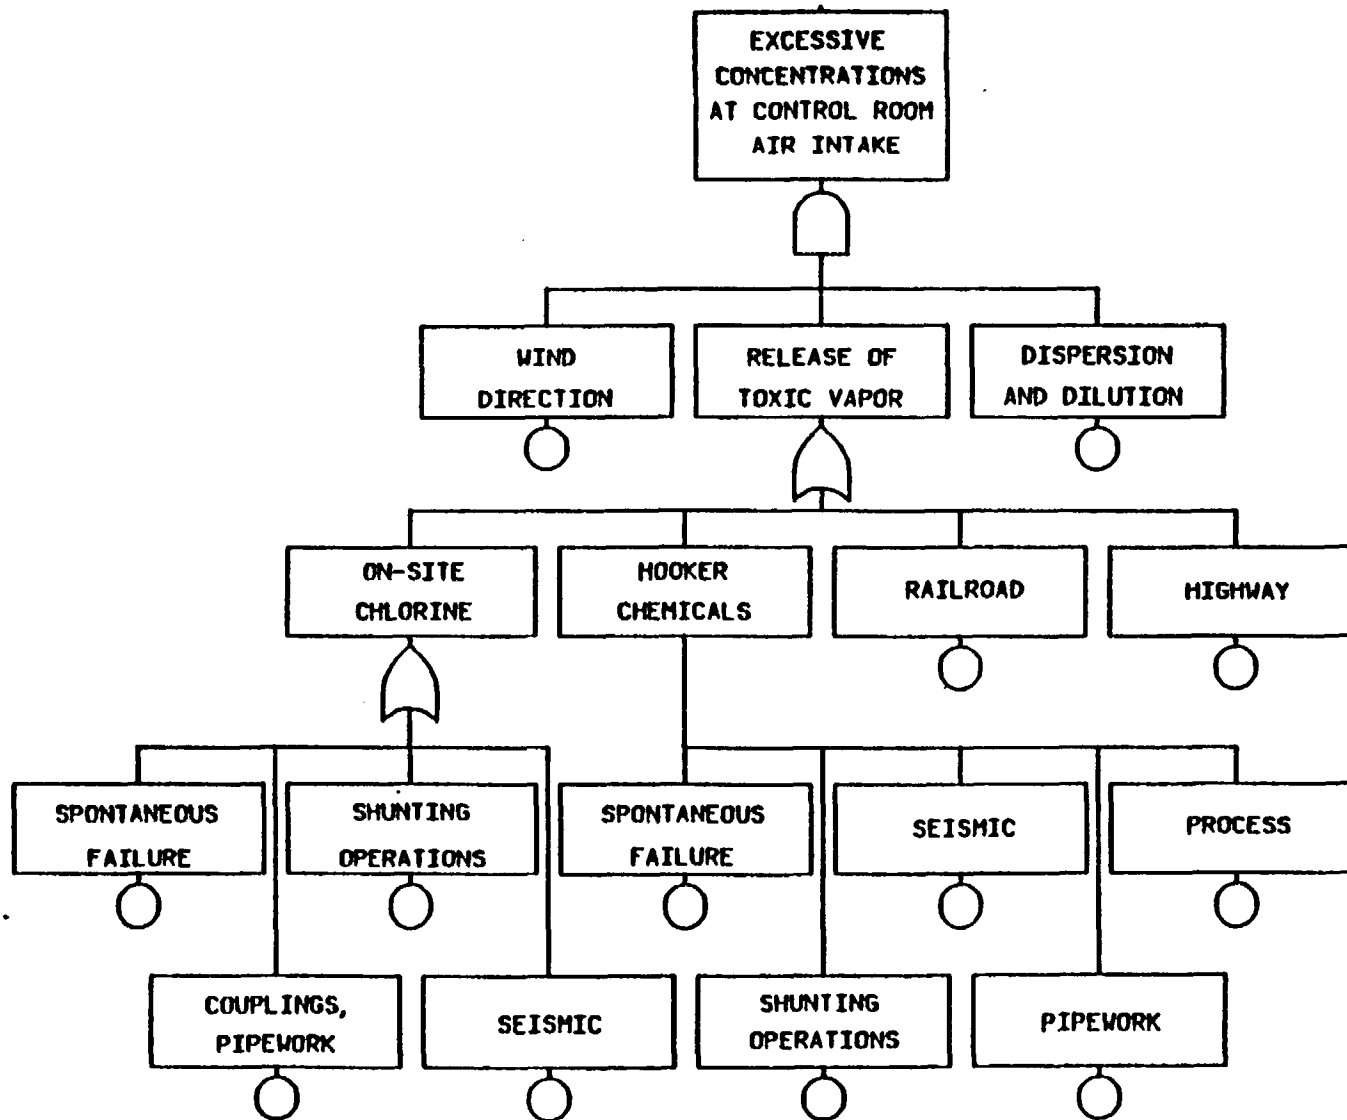 EXCESSIVE
CONCENTRATIONS
AT CONTROL ROOM
AIR INTAKE
WIND
DIRECTION
RELEASE OF
TOXIC VAPOR
DISPERSION
AND DILUTION
ON-SITE
CHLORINE
HOOKER
CHEMICALS
RAILROAD
HIGHWAY
SPONTANEOUS
FAILURE
SHUNTING
OPERATIONS
SPONTANEOUS
FAILURE
SEISMIC
PROCESS
COUPLINGS,
PIPEWORK
SEISMIC
SHUNTING
OPERATIONS
PIPEWORK